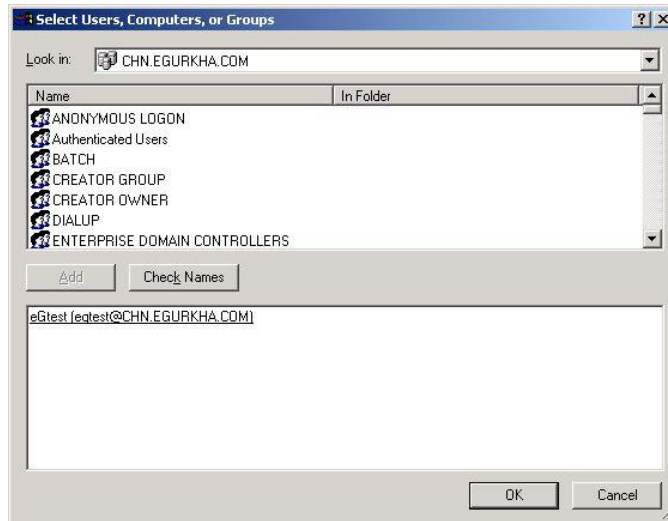 Select Users, Computers, or Groups
Look in: CHN.EGURKHA.COM
Name In Folder
ANONYMOUS LOGON
Authenticated Users
BATCH
CREATOR GROUP
CREATOR OWNER
DIALUP
ENTERPRISE DOMAIN CONTROLLERS
Add Check Names
eGtest (eqtest@CHN.EGURKHA.COM)
OK Cancel